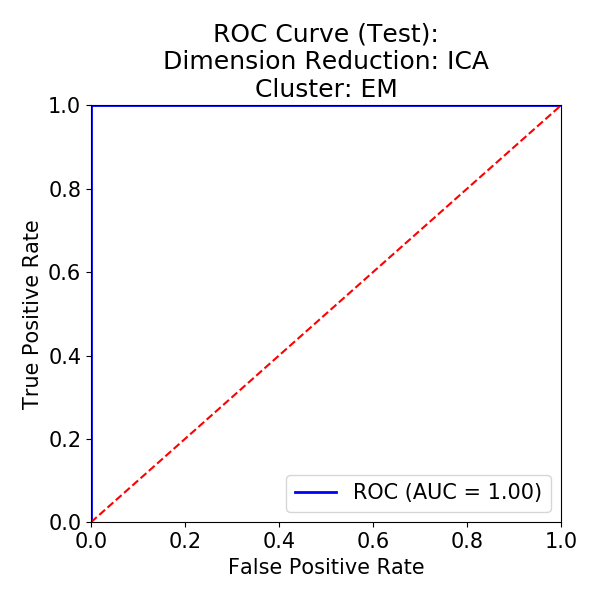 ROC Curve (Test):
Dimension Reduction: ICA
Cluster: EM
1.0
0.8
0.6
0.4
0.2
0.0
True Positive Rate
ROC (AUC = 1.00)
0.0 0.2 0.4 0.6 0.8 1.0
False Positive Rate